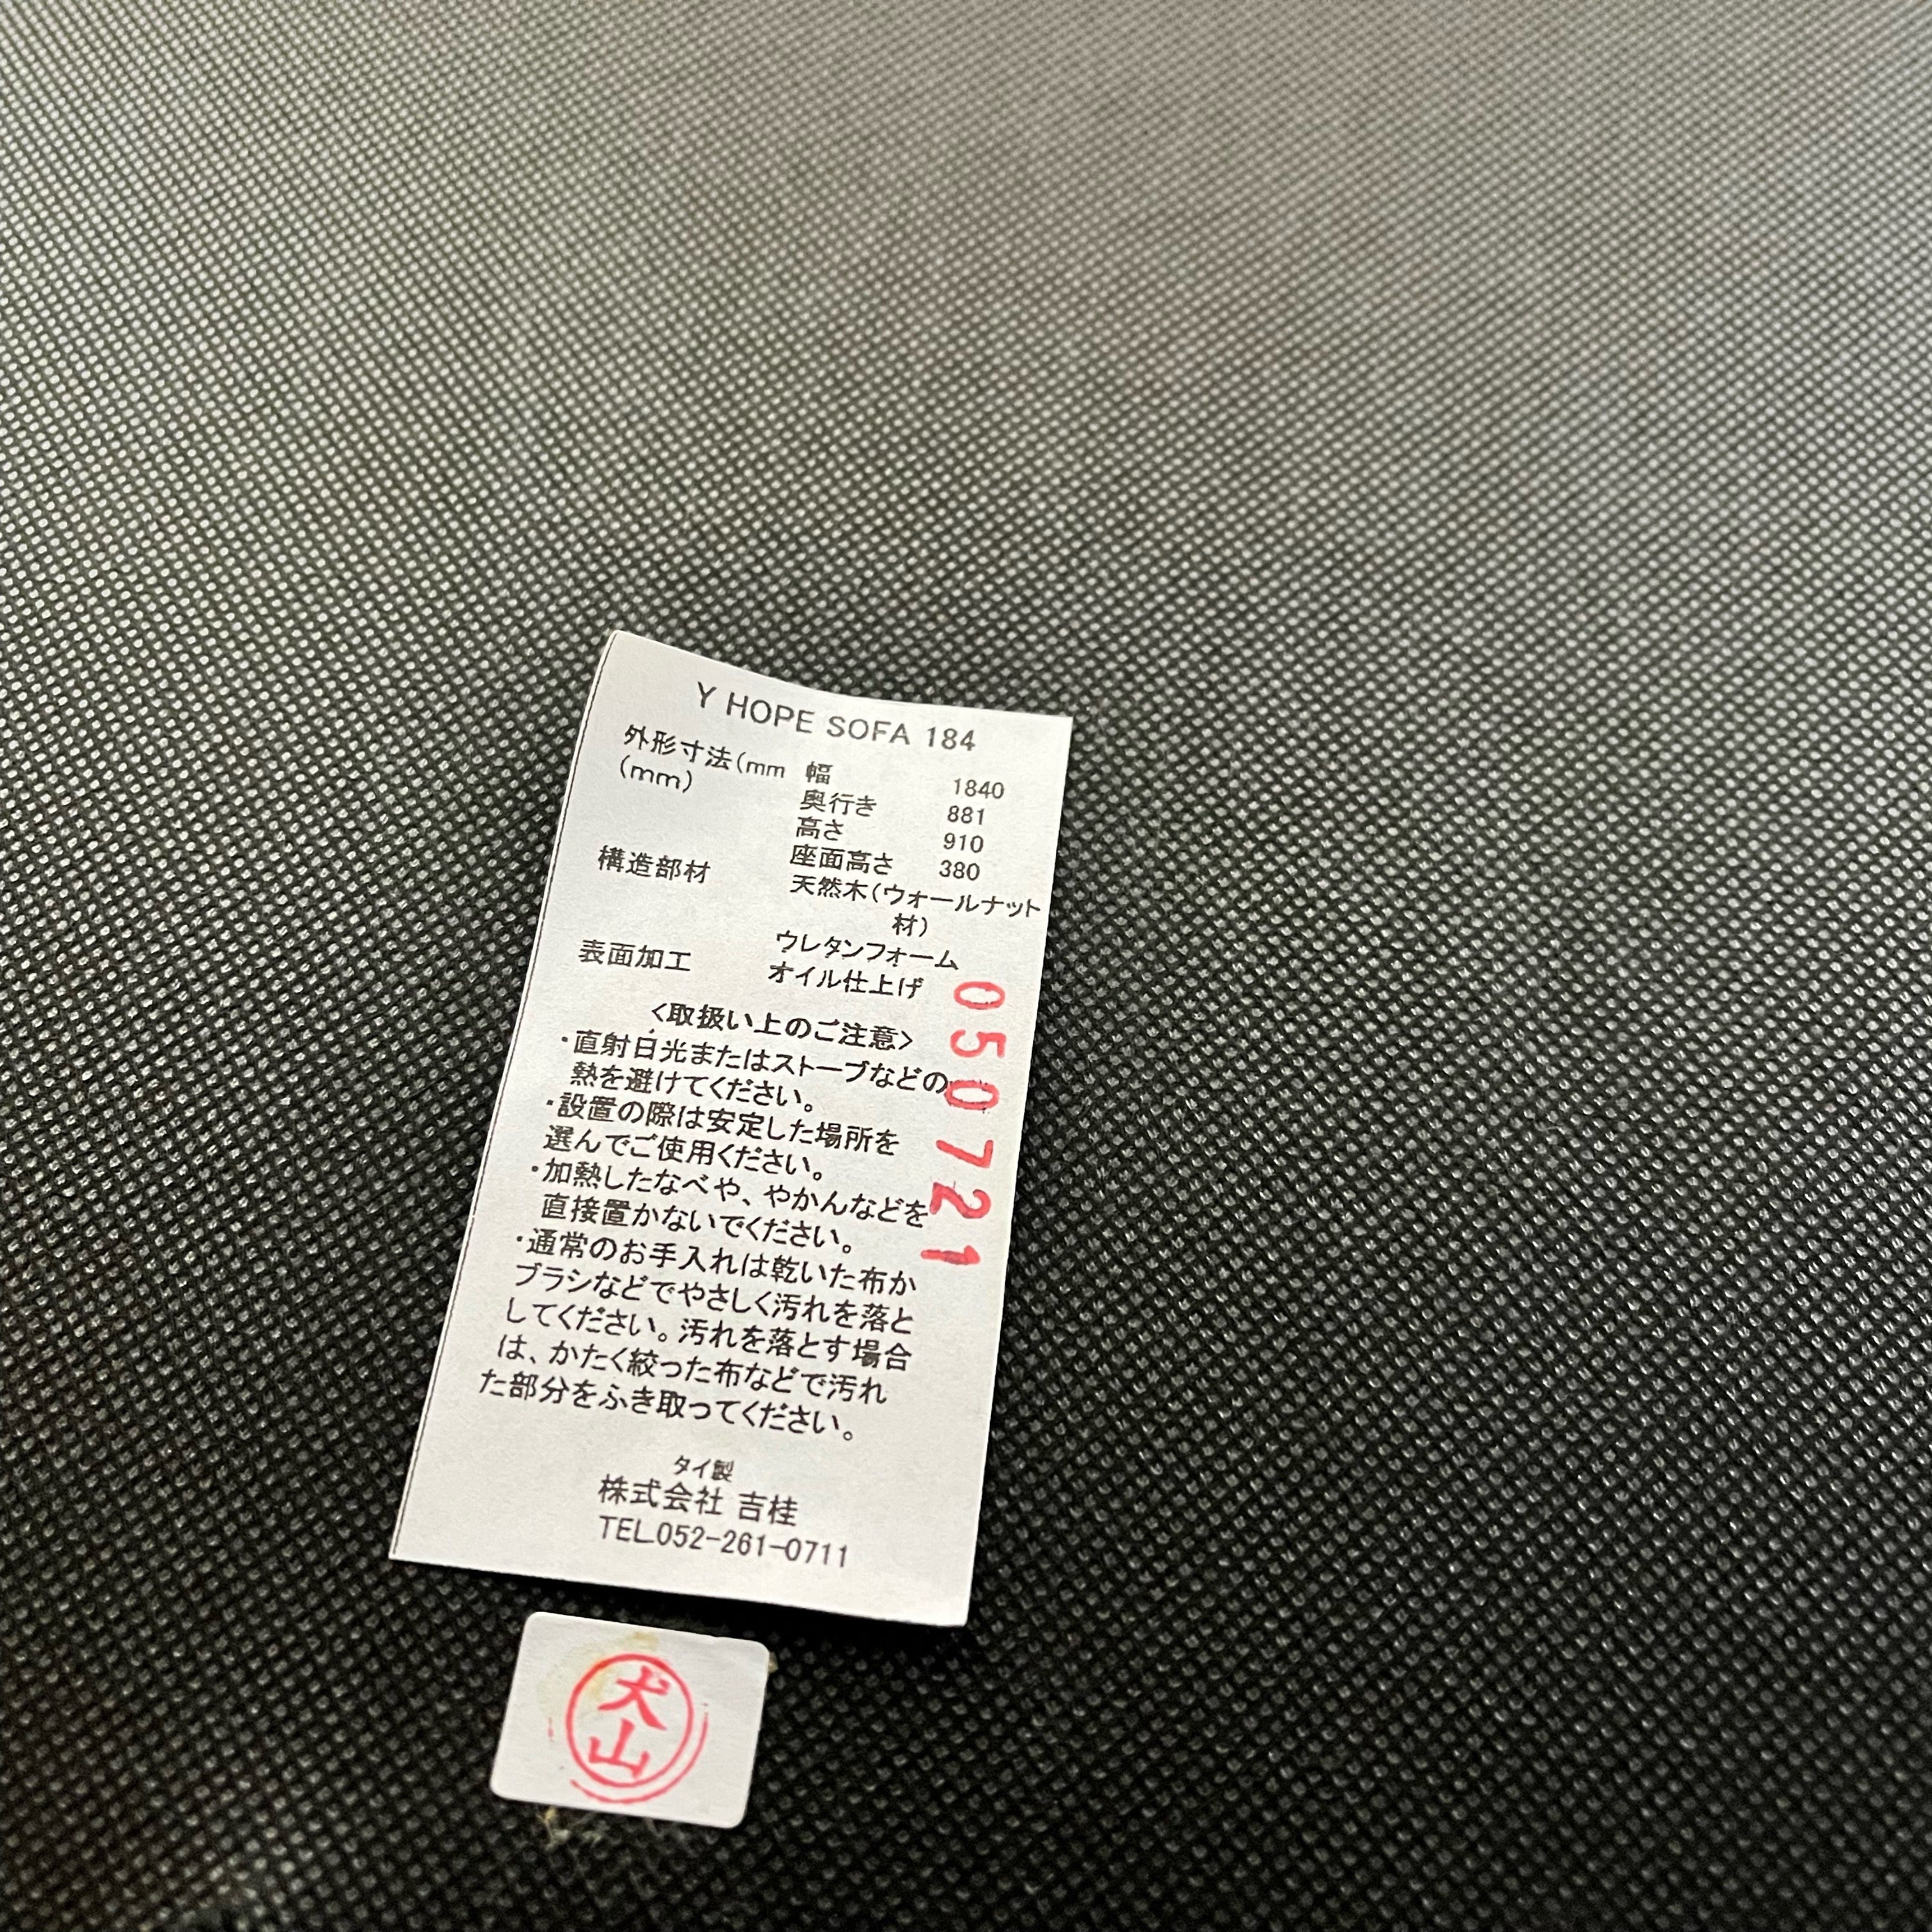 Y HOPE SOFA 184
外形寸法(mm 幅 1840
(mm) 奥行き 881
高さ 910
座面高さ 380
構造部材 天然木(ウォールナット
材)
ウレタンフォーム
表面加工 オイル仕上げ
<取扱い上のご注意>
・直射日光またはストーブなどの
熱を避けてください。
・設置の際は安定した場所を
選んでご使用ください。
・加熱したなべや、やかんなどを
直接置かないでください。
・通常のお手入れは乾いた布か
ブラシなどでやさしく汚れを落と
してください。汚れを落とす場合
は、かたく絞った布などで汚れ
た部分をふき取ってください。
050721
タイ製
株式会社 吉桂
TEL.052-261-0711
犬山